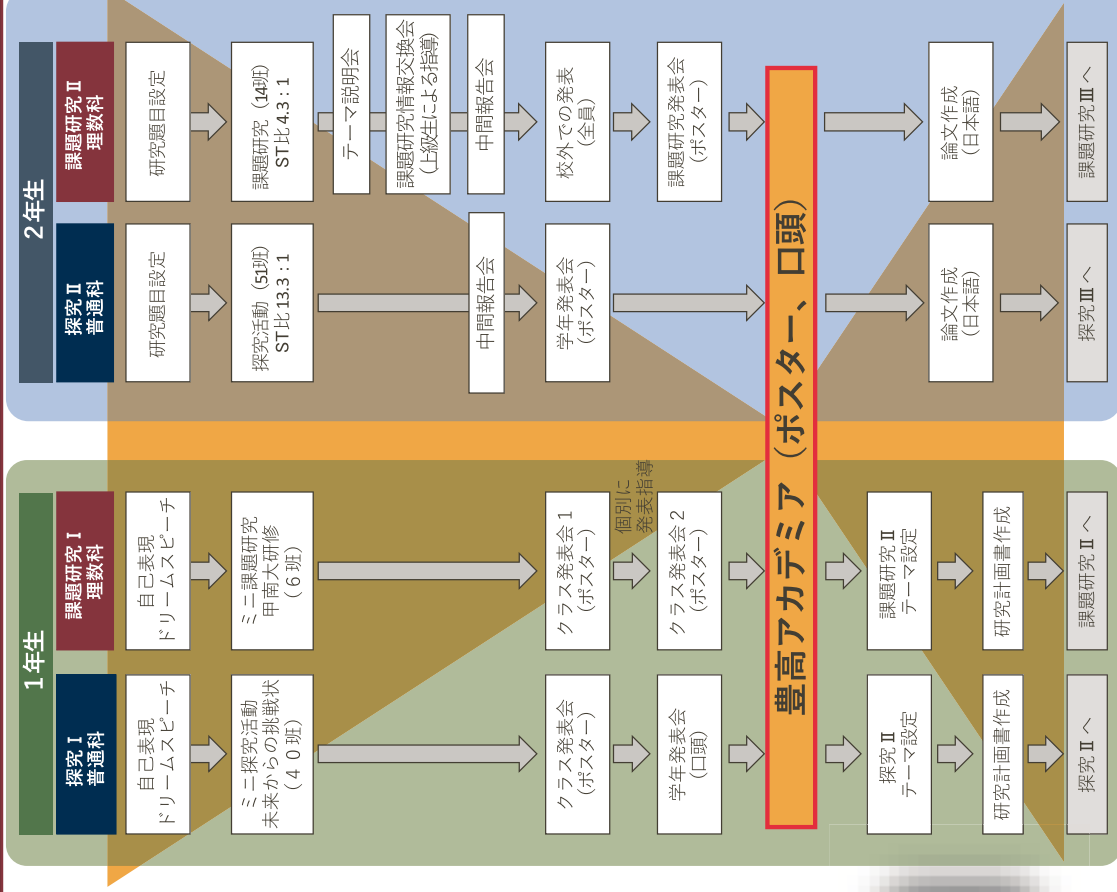 1年生
探究Ⅰ
普通科
自己表現
ドリームスピーチ
ミニ探究活動
未来からの挑戦状
(４０班)
クラス発表会
(ポスター)
学年発表会
(口頭)
探究Ⅱ
テーマ設定
研究計画書作成
探究Ⅱへ
課題研究Ⅰ
理数科
自己表現
ドリームスピーチ
ミニ課題研究
甲南大研修
(６班)
クラス発表会１
(ポスター)
個別に
発表指導
クラス発表会２
(ポスター)
課題研究Ⅱ
テーマ設定
研究計画書作成
課題研究Ⅱへ
豊高アカデミア（ポスター、口頭）
2年生
探究Ⅱ
普通科
研究題目設定
探究活動 (51班)
ST比13.3：1
中間報告会
学年発表会
(ポスター)
論文作成
(日本語)
探究Ⅲへ
課題研究Ⅱ
理数科
研究題目設定
課題研究 (14班)
ST比 4.3：1
テーマ説明会
課題研究情報交換会
(上級生による指導)
中間報告会
校外での発表
(全員)
課題研究発表会
(ポスター)
論文作成
(日本語)
課題研究Ⅲへ